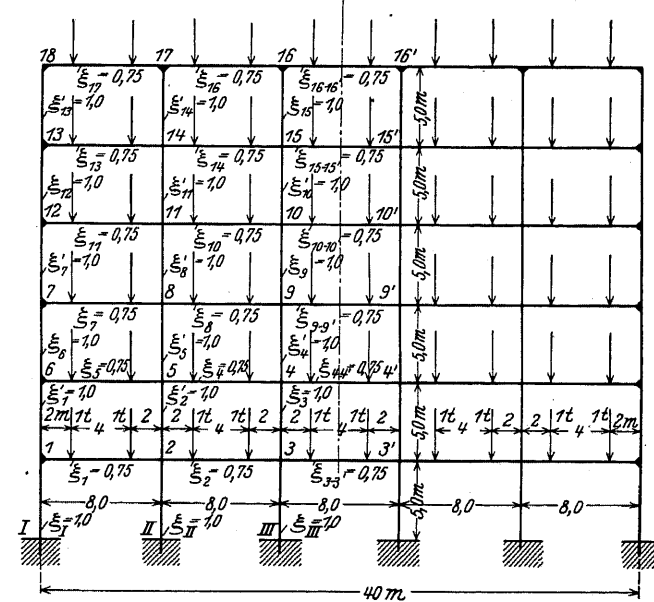 18 17 16 16'
'ξ17 = 0,75 'ξ16 = 0,75 'ξ16-16' = 0,75
ξ'13 = 1,0 ξ'14 = 1,0 ξ15 = 1,0 5,0m
13 14 15 15'
'ξ13 = 0,75 'ξ14 = 0,75 'ξ15-15' = 0,75
ξ12 = 1,0 ξ'11 = 1,0 ξ'10 = 1,0 5,0m
12 11 10 10'
ξ11 = 0,75 ξ10 = 0,75 ξ10-10' = 0,75
ξ'7 = 1,0 ξ'8 = 1,0 ξ9 = 1,0 5,0m
7 8 9 9'
ξ7 = 0,75 ξ8 = 0,75 'ξ9-9' = 0,75
ξ6 = 1,0 ξ'5 = 1,0 ξ'4 = 1,0 5,0m
6 ξ5 = 0,75 5 ξ4 = 0,75 4 ξ44' = 0,75 4'
ξ'1 = 1,0 ξ'2 = 1,0 ξ3 = 1,0 5,0m
2m 1t 4 1t 2 2 1t 4 1t 2 2 1t 4 1t 2 1t 4 1t 2 2 1t 4 1t 2m
1 2 3 3'
'ξ1 = 0,75 'ξ2 = 0,75 ξ3-3' = 0,75
8,0 8,0 8,0 5,0m 8,0 8,0
I ξI = 1,0 II ξII = 1,0 III ξIII = 1,0
40 m